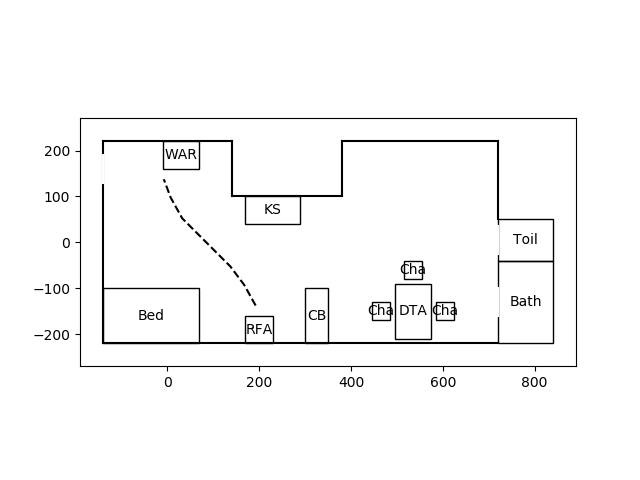 200
100
0
−100
−200
WAR
KS
Toil
Cha
Bed
RFA
CB
Cha
DTA
Cha
Bath
0
200
400
600
800